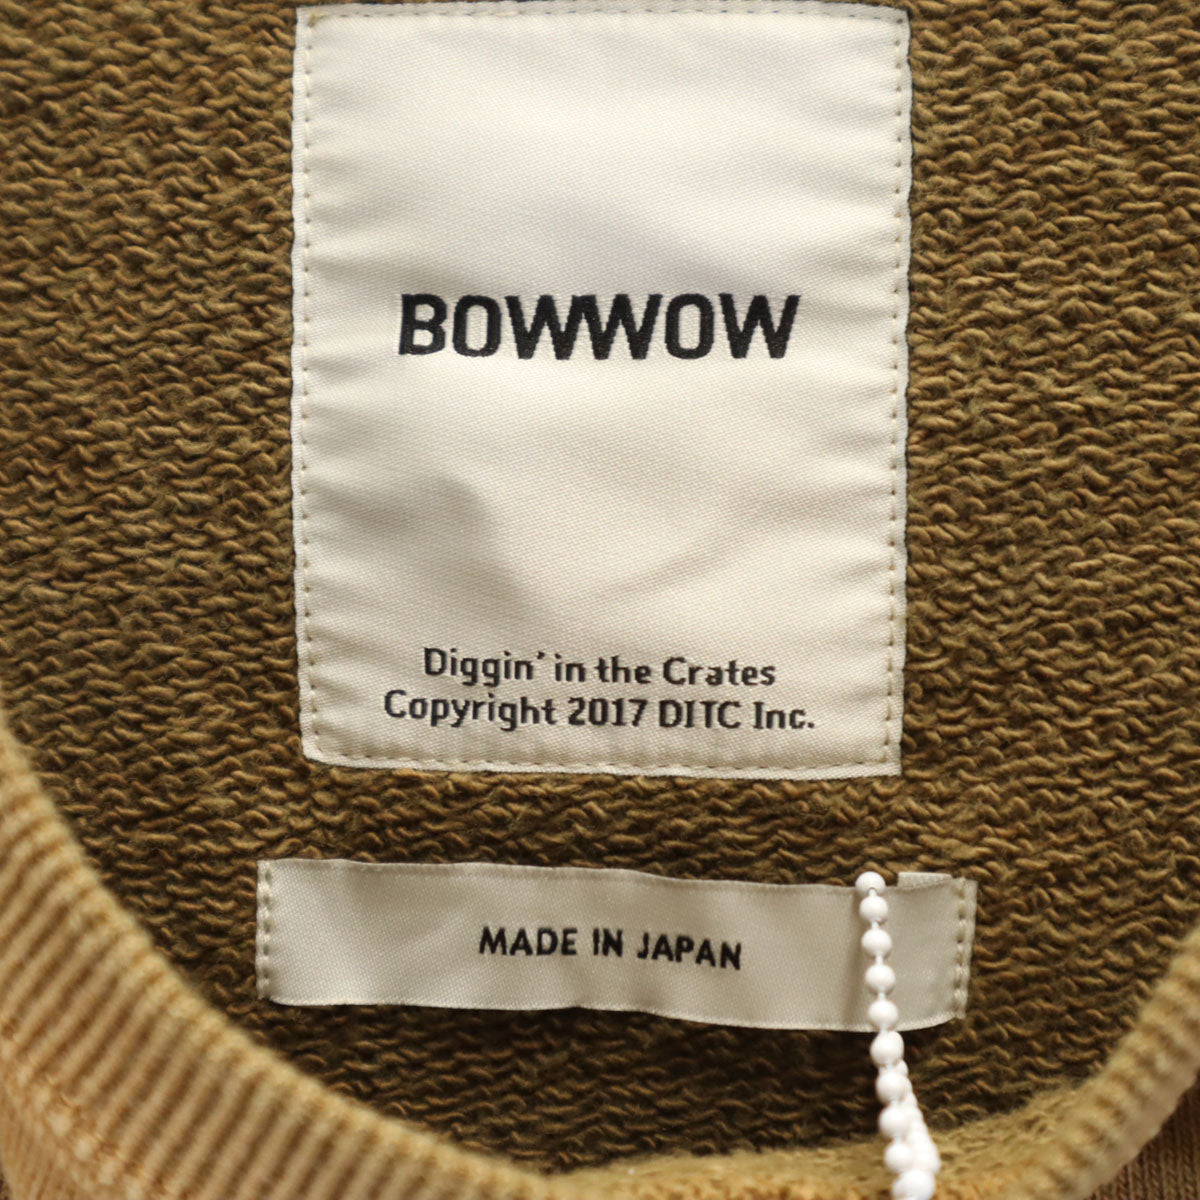 BOWWOW
Diggin' in the Crates
Copyright 2017 DITC Inc.
MADE IN JAPAN